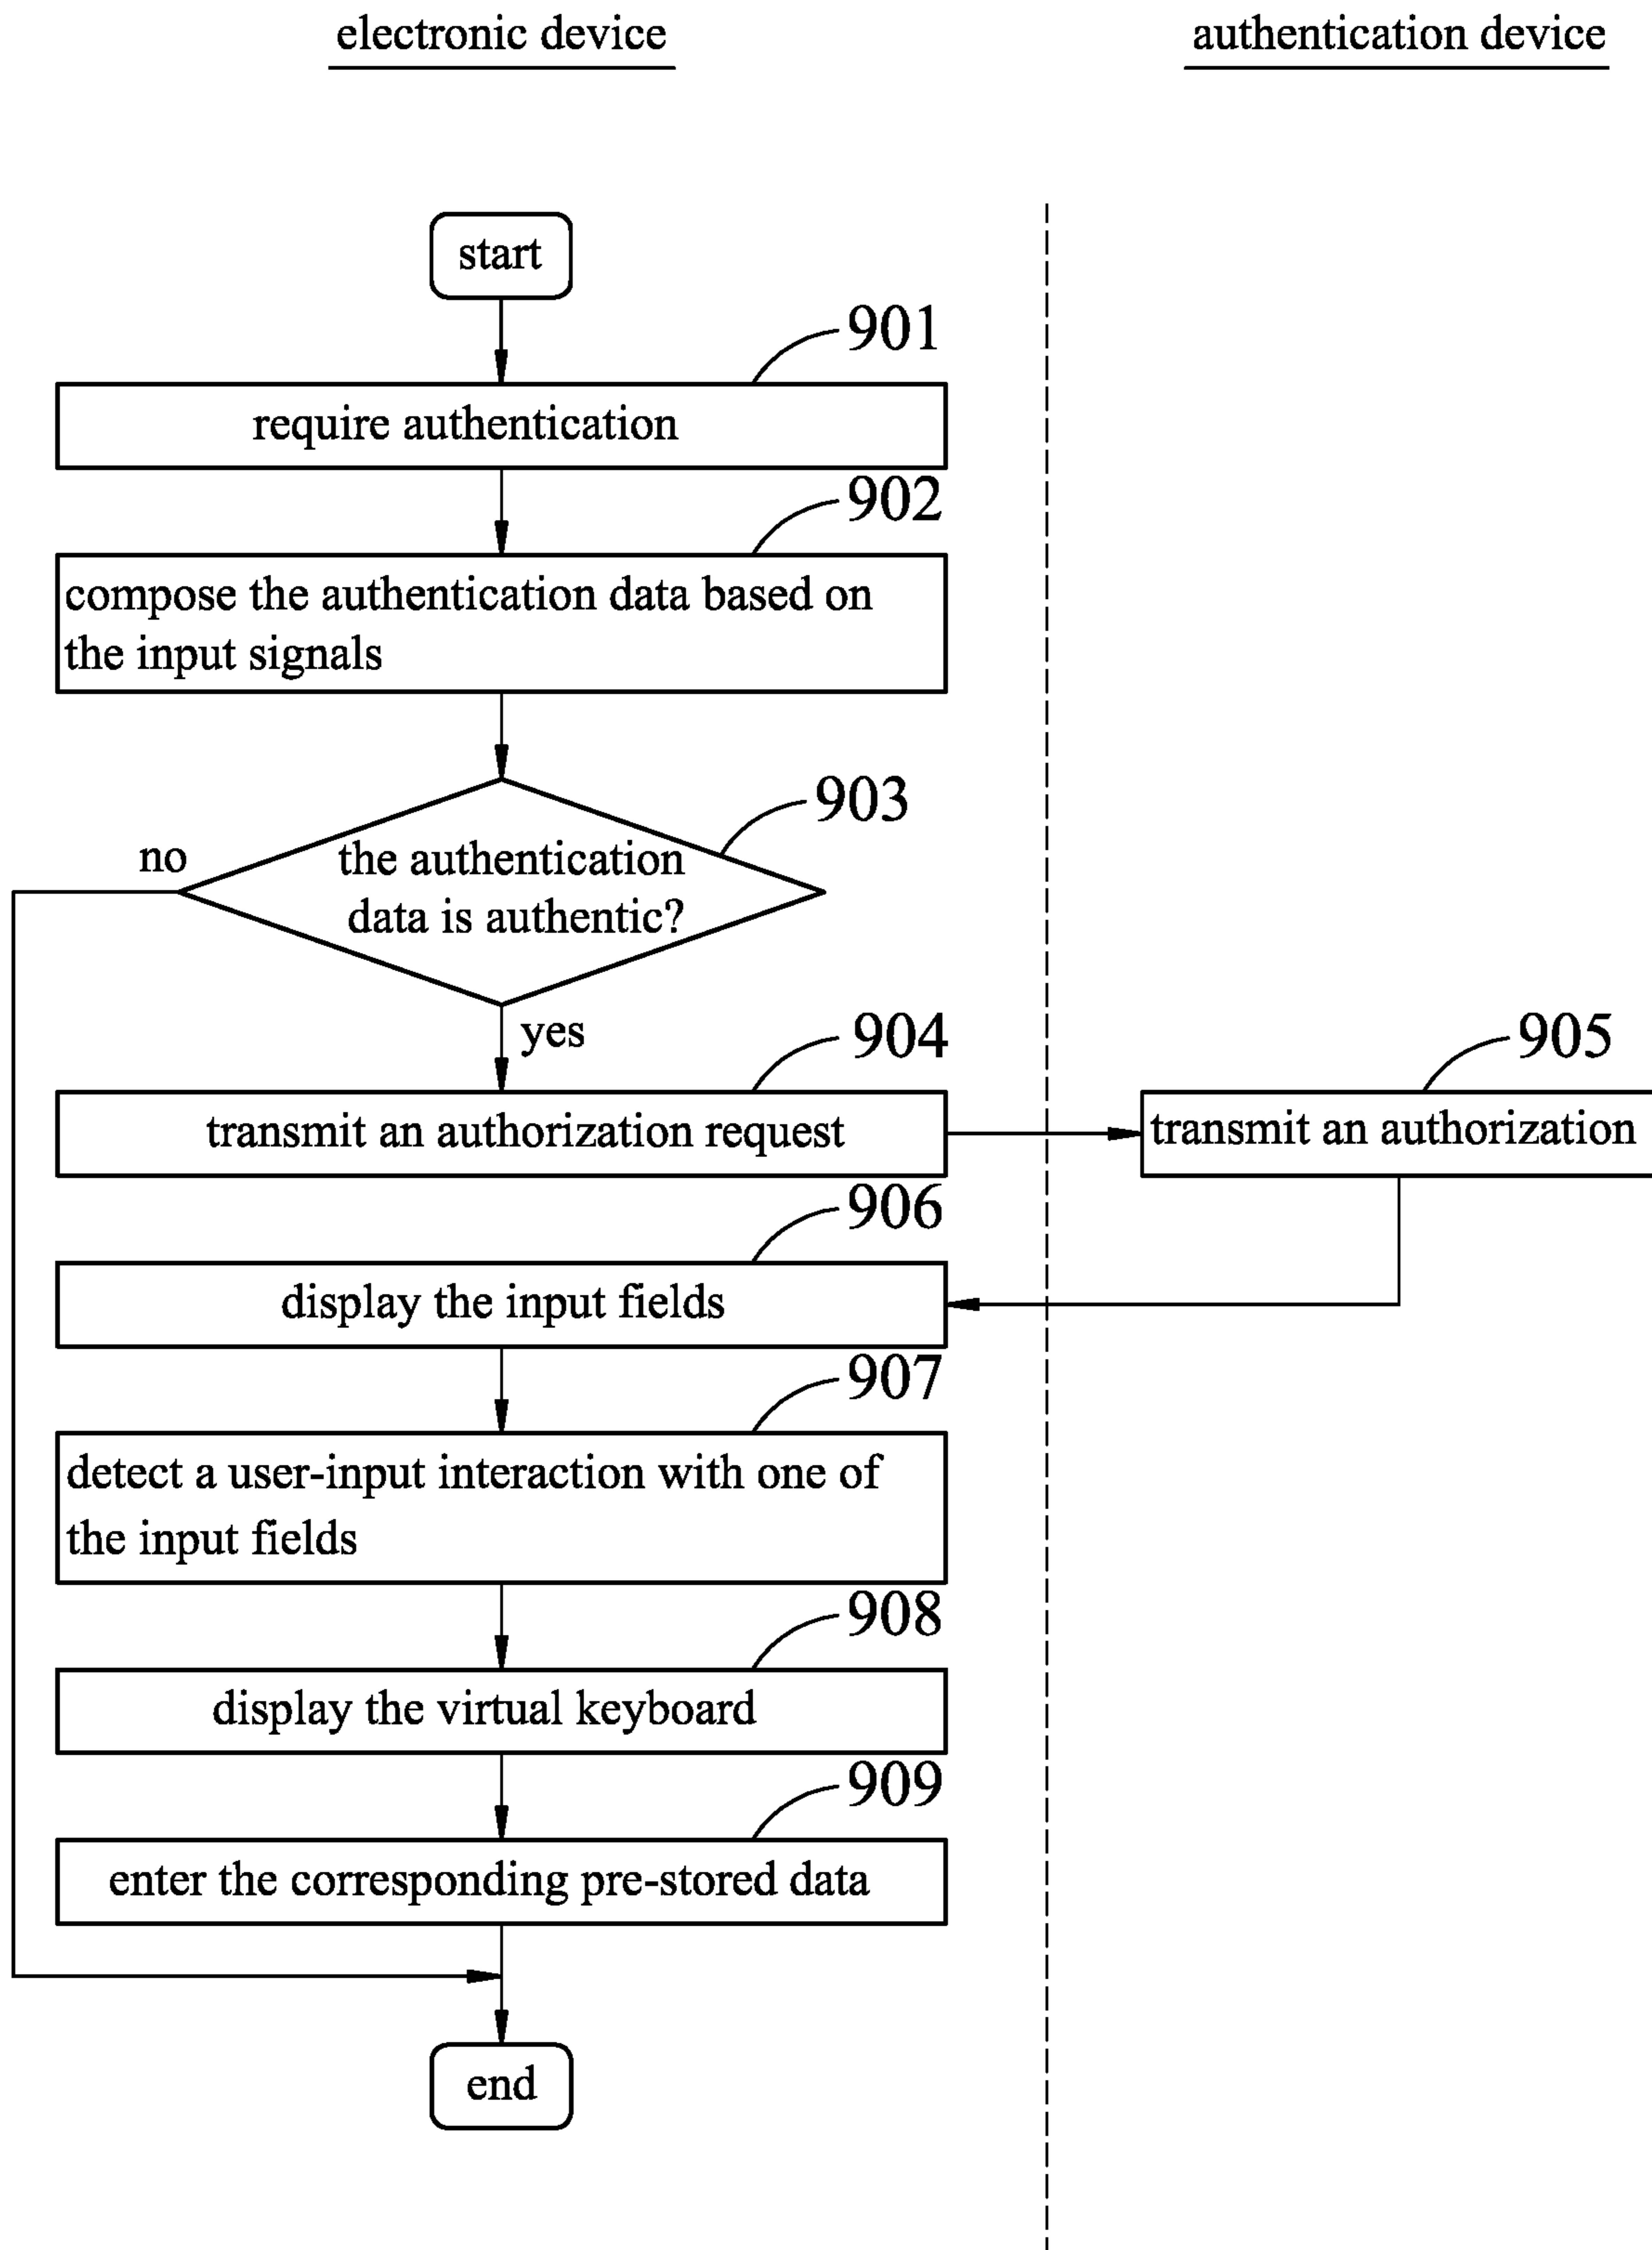 electronic device
authentication device
start
901
require authentication
902
compose the authentication data based on
the input signals
903
no
the authentication
data is authentic?
yes
904
transmit an authorization request
905
transmit an authorization
906
display the input fields
907
detect a user-input interaction with one of
the input fields
908
display the virtual keyboard
909
enter the corresponding pre-stored data
end